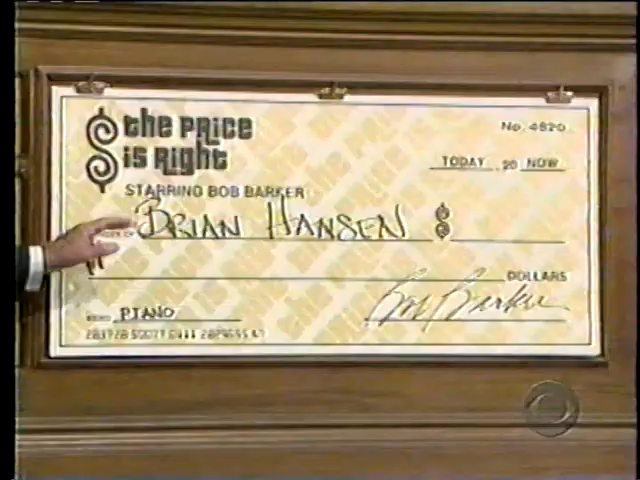 the PRICE
is Right
No. 4820
TODAY 20 NOW
STARRING BOB BARKER
BRIAN HANSEN $
DOLLARS
PIANO
Bob Barker